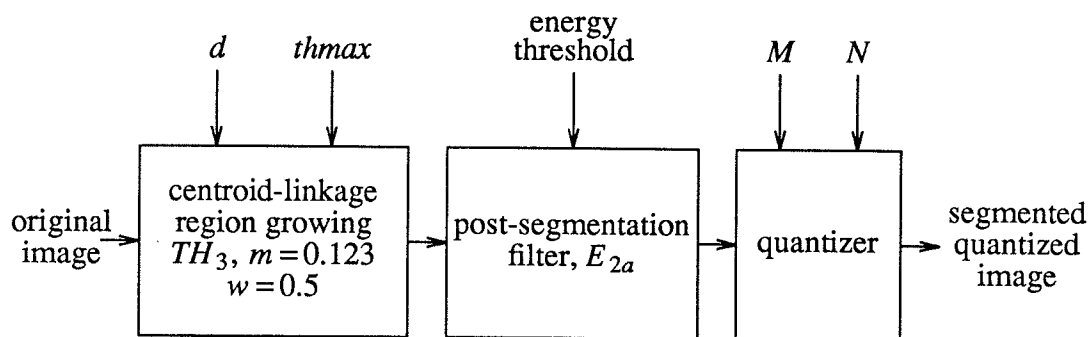 energy
threshold
d
thmax
M
N
original
image
centroid-linkage
region growing
TH3, m=0.123
w=0.5
post-segmentation
filter, E2a
quantizer
segmented
quantized
image